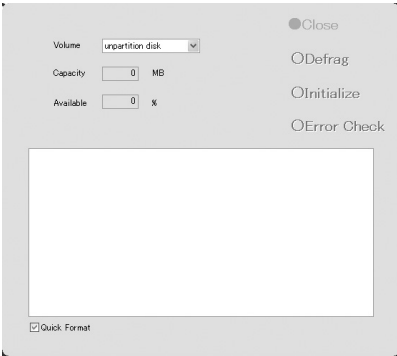 Close
Volume unpartition disk
Defrag
Capacity 0 MB
Initialize
Available 0 %
Error Check
Quick Format